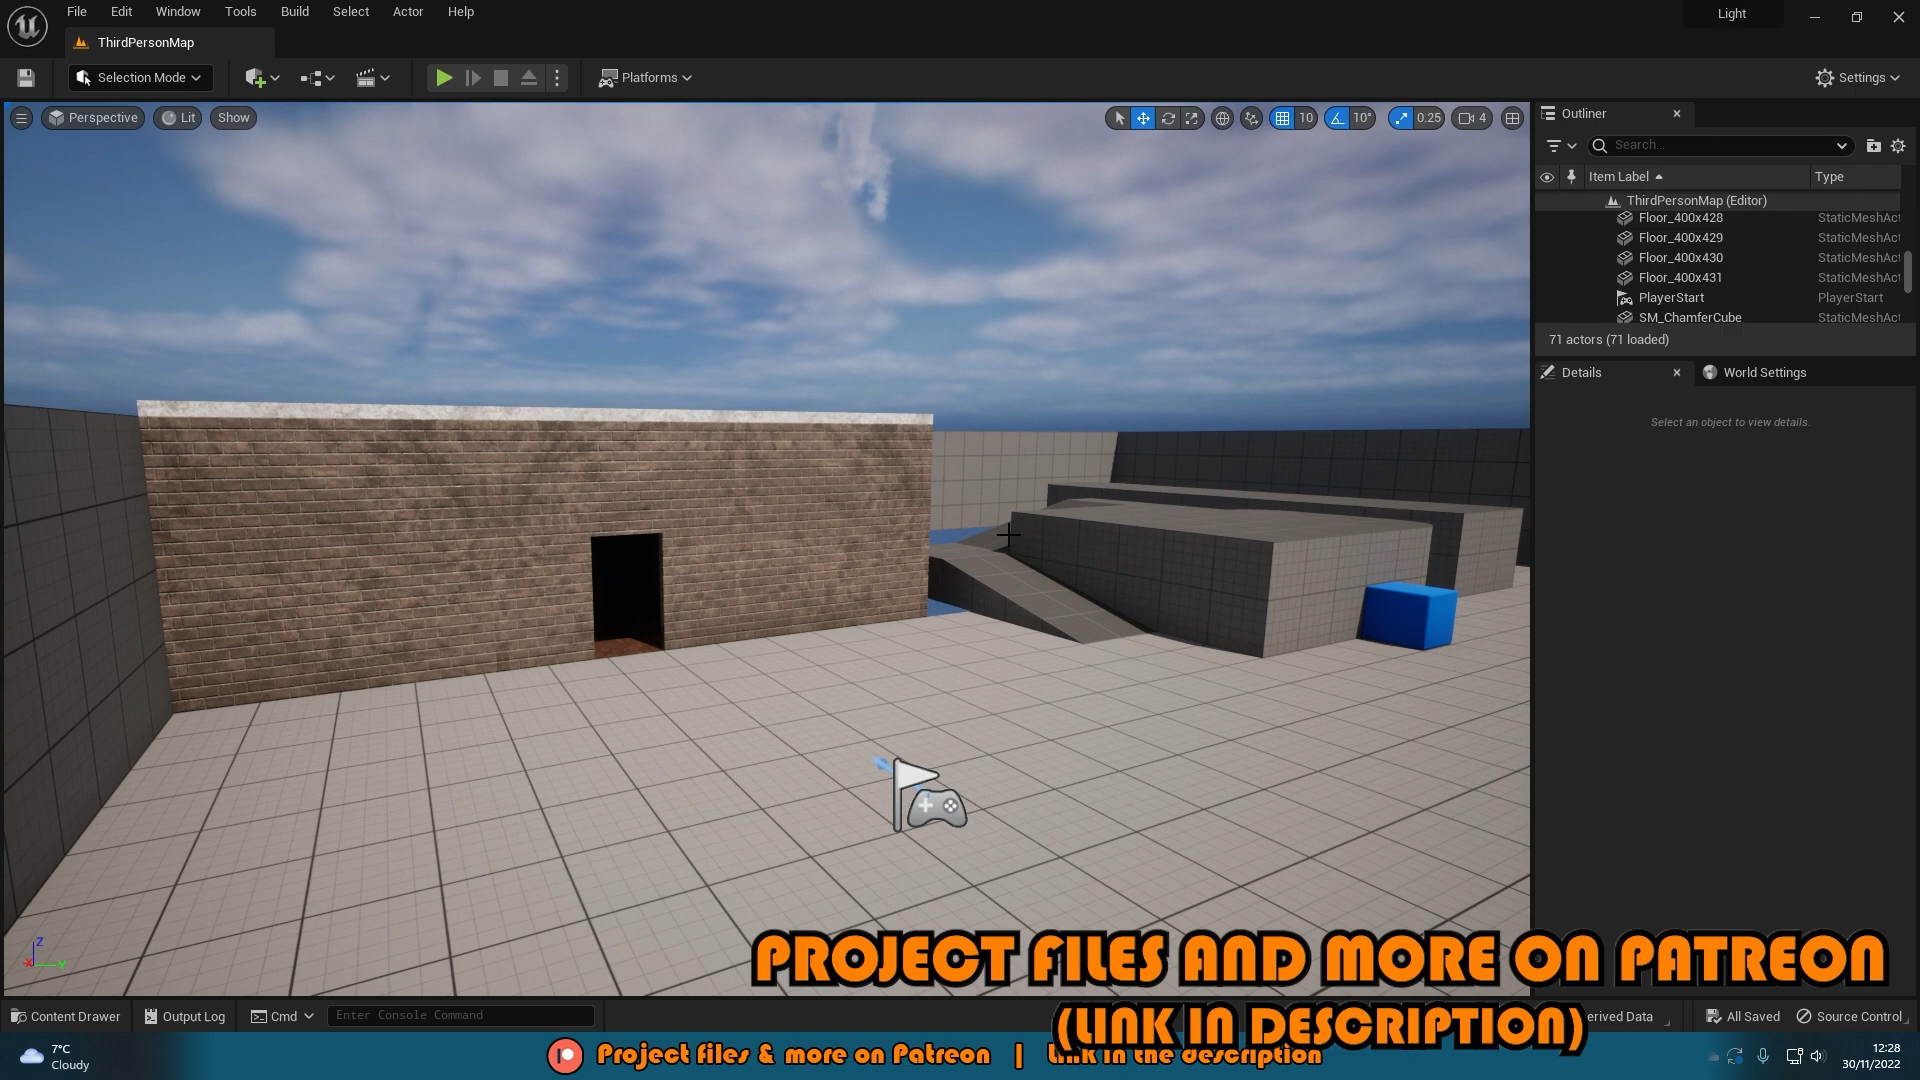 File Edit Window Tools Build Select Actor Help
Light
ThirdPersonMap
Selection Mode
Platforms
Settings
Perspective
Lit
Show
10
10°
0.25
4
Outliner
Search...
Item Label
Type
ThirdPersonMap (Editor)
Floor_400x428 StaticMeshAct
Floor_400x429 StaticMeshAct
Floor_400x430 StaticMeshAct
Floor_400x431 StaticMeshAct
PlayerStart PlayerStart
SM_ChamferCube StaticMeshAct
71 actors (71 loaded)
Details
World Settings
Select an object to view details.
Z
X
Y
PROJECT FILES AND MORE ON PATREON
(LINK IN DESCRIPTION)
Content Drawer
Output Log
Cmd
Enter Console Command
erived Data
All Saved
Source Control
7°C
Cloudy
Project files & more on Patreon | Link in the description
12:28
30/11/2022